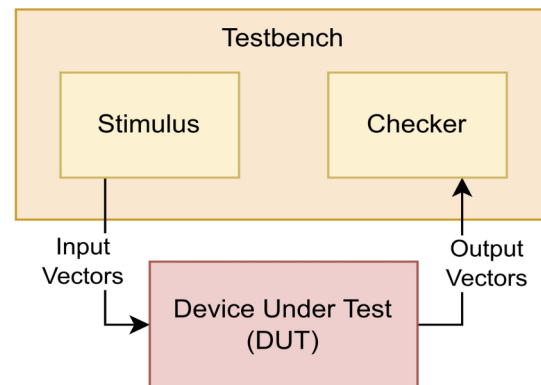 Testbench
Stimulus
Checker
Input
Vectors
Output
Vectors
Device Under Test
(DUT)